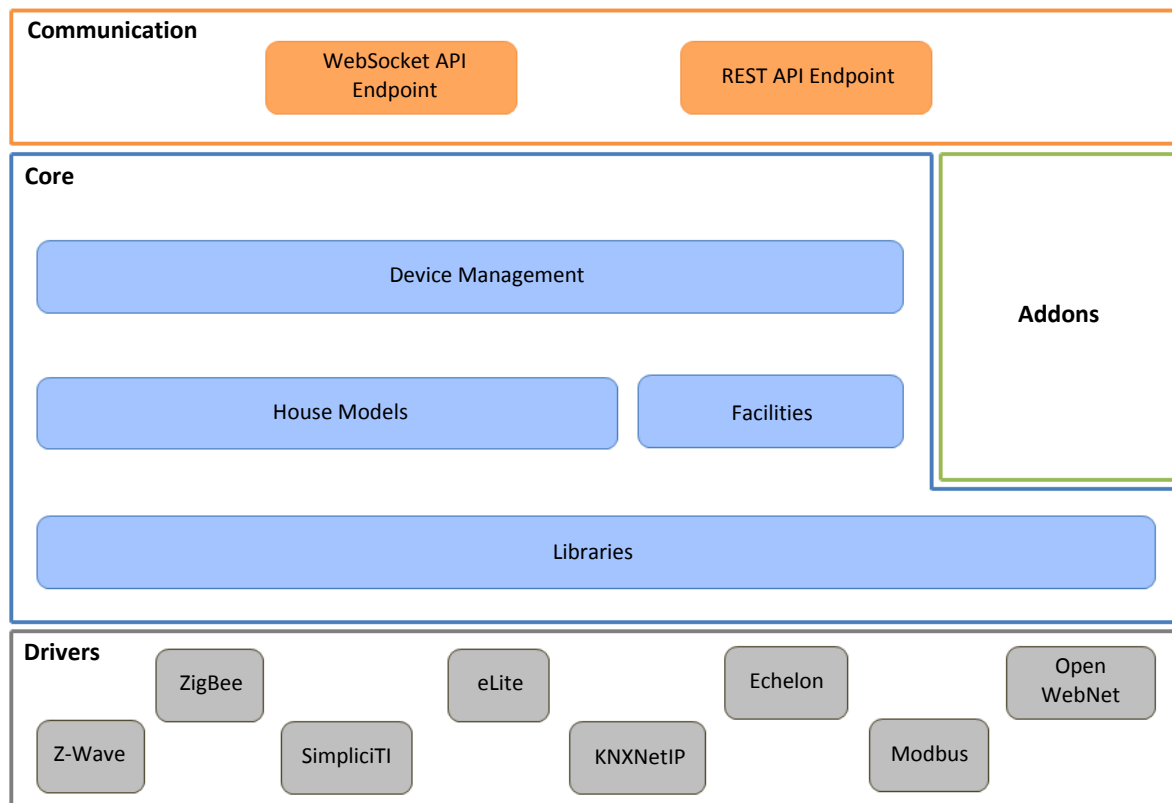 Communication
WebSocket API
Endpoint
REST API Endpoint
Core
Device Management
Addons
House Models
Facilities
Libraries
Drivers
ZigBee
eLite
Echelon
Open
WebNet
Z-Wave
SimpliciTI
KNXNetIP
Modbus